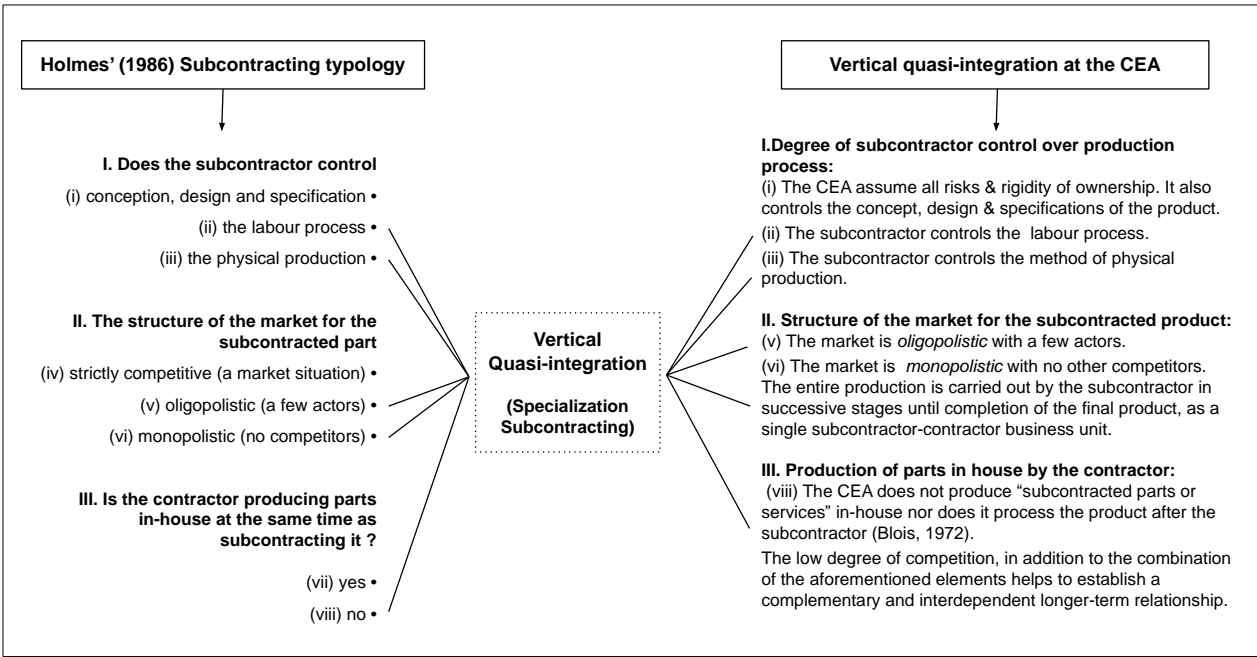 Holmes’ (1986) Subcontracting typology
I. Does the subcontractor control
(i) conception, design and specification •
(ii) the labour process •
(iii) the physical production •
II. The structure of the market for the
subcontracted part
(iv) strictly competitive (a market situation) •
(v) oligopolistic (a few actors) •
(vi) monopolistic (no competitors) •
III. Is the contractor producing parts
in-house at the same time as
subcontracting it ?
(vii) yes •
(viii) no •
Vertical
Quasi-integration
(Specialization
Subcontracting)
Vertical quasi-integration at the CEA
I.Degree of subcontractor control over production
process:
(i) The CEA assume all risks & rigidity of ownership. It also
controls the concept, design & specifications of the product.
(ii) The subcontractor controls the labour process.
(iii) The subcontractor controls the method of physical
production.
II. Structure of the market for the subcontracted product:
(v) The market is oligopolistic with a few actors.
(vi) The market is monopolistic with no other competitors.
The entire production is carried out by the subcontractor in
successive stages until completion of the final product, as a
single subcontractor-contractor business unit.
III. Production of parts in house by the contractor:
(viii) The CEA does not produce “subcontracted parts or
services” in-house nor does it process the product after the
subcontractor (Blois, 1972).
The low degree of competition, in addition to the combination
of the aforementioned elements helps to establish a
complementary and interdependent longer-term relationship.